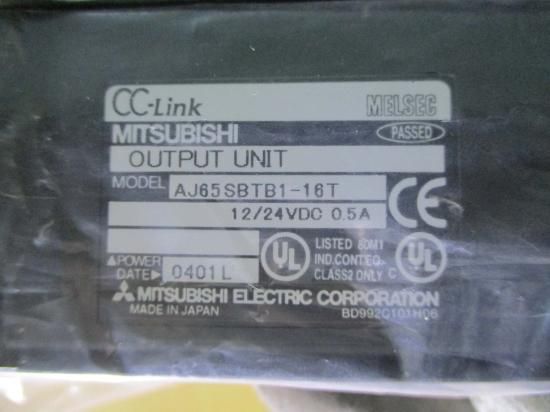 CC-Link MELSEC
MITSUBISHI PASSED
OUTPUT UNIT
MODEL AJ65SBTB1-16T
12/24VDC 0.5A
CE
UL LISTED 80M1 UL
IND.CONT.EQ.
▲POWER CLASS2 ONLY C
DATE▶ 0401L
MITSUBISHI ELECTRIC CORPORATION
MADE IN JAPAN BD992C101H06